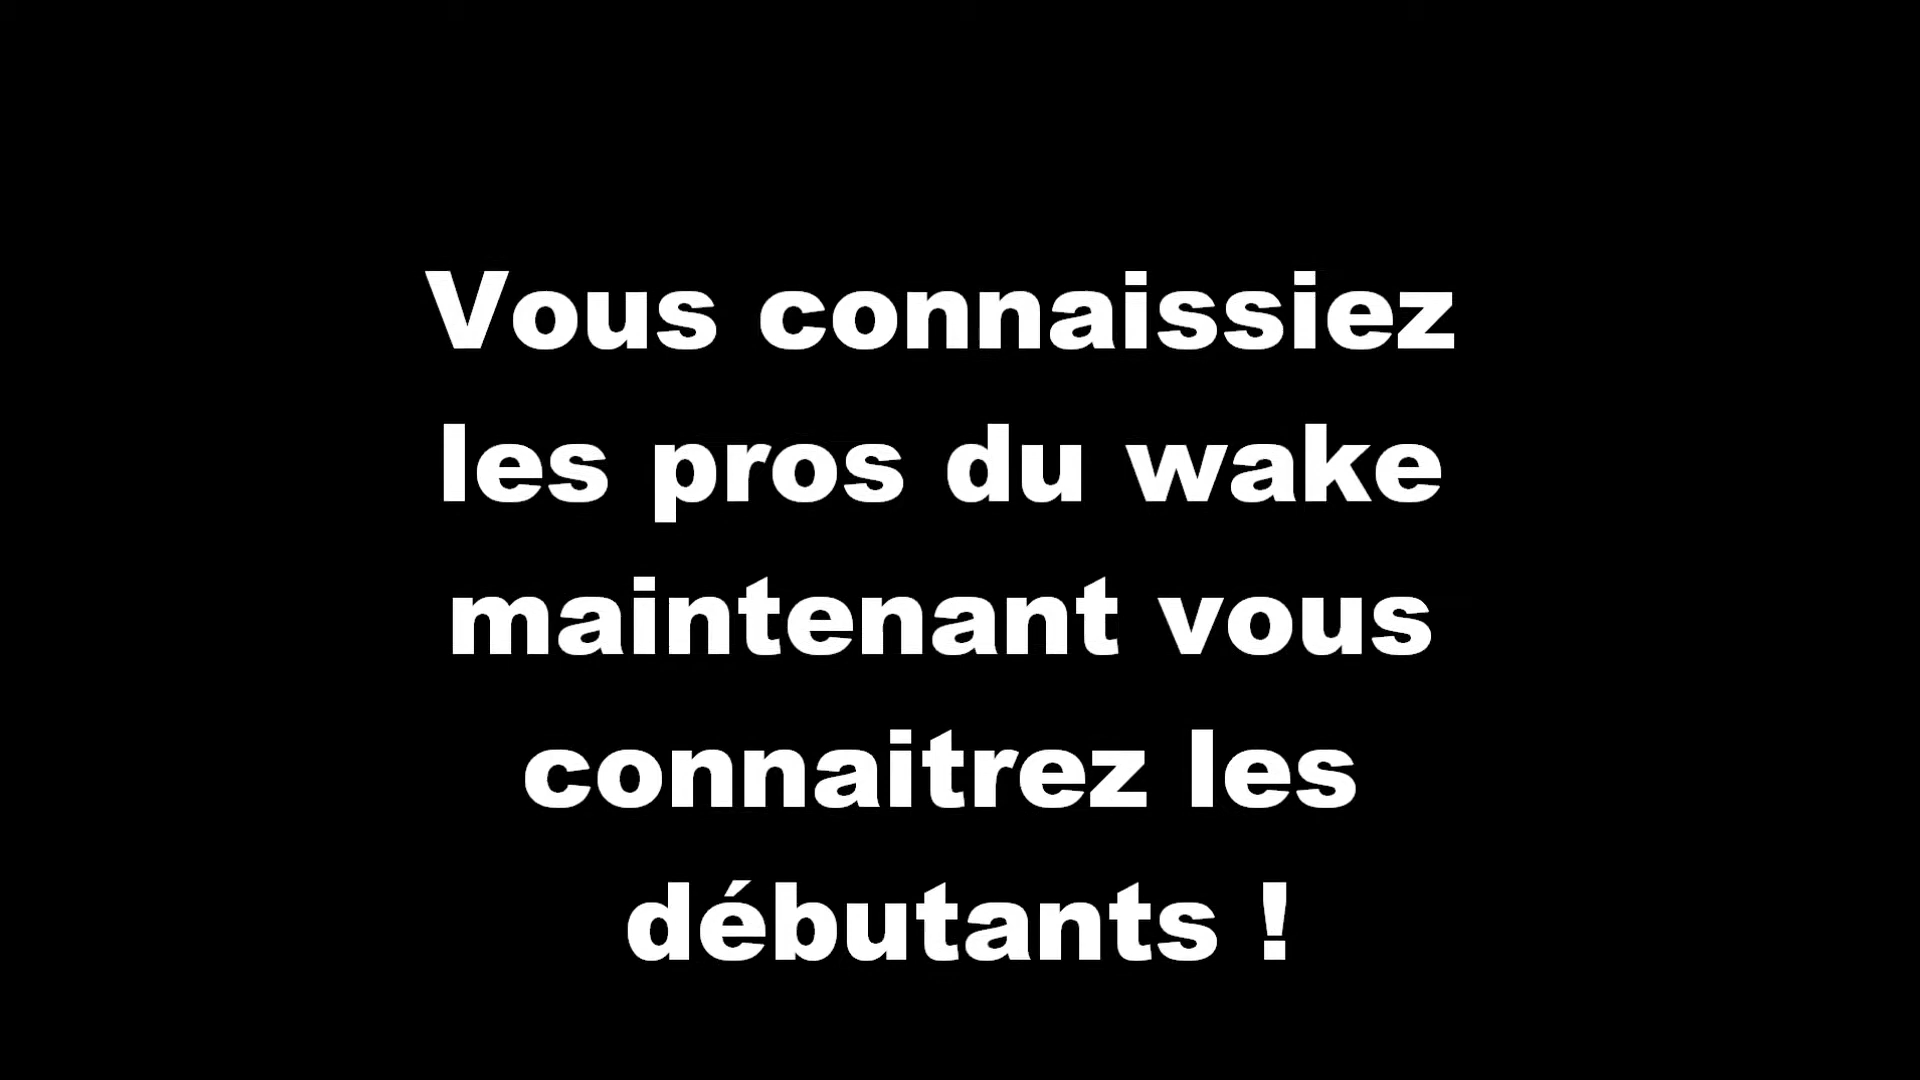 Vous connaissiez
les pros du wake
maintenant vous
connaitrez les
débutants !